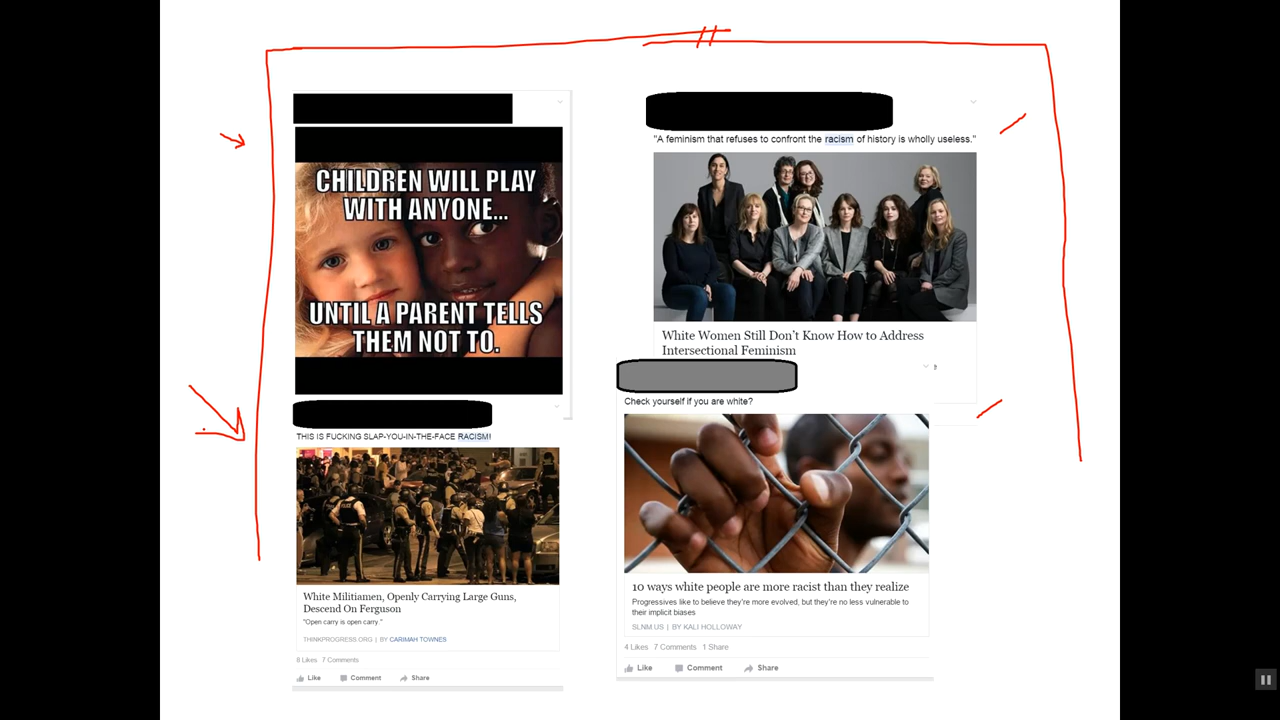 CHILDREN WILL PLAY
WITH ANYONE...
UNTIL A PARENT TELLS
THEM NOT TO.
THIS IS FUCKING SLAP-YOU-IN-THE-FACE RACISM!
White Militiamen, Openly Carrying Large Guns,
Descend On Ferguson
"Open carry is open carry."
THINKPROGRESS.ORG | BY CARIMAH TOWNES
8 Likes 7 Comments
Like Comment Share
"A feminism that refuses to confront the racism of history is wholly useless."
White Women Still Don't Know How to Address
Intersectional Feminism
Check yourself if you are white?
10 ways white people are more racist than they realize
Progressives like to believe they're more evolved, but they're no less vulnerable to
their implicit biases
SLNM.US | BY KALI HOLLOWAY
4 Likes 7 Comments 1 Share
Like Comment Share